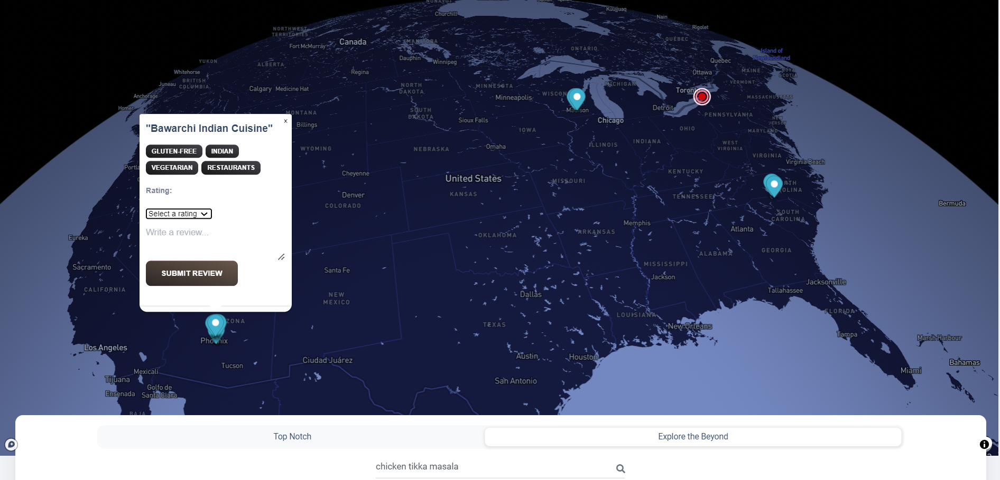 NUNAVUT
Churchill
Kuujjuaq
Nain
Rigolet
NORTHWEST
TERRITORIES
Canada
MANITOBA
QUÉBEC
Fort McMurray
ONTARIO
Island of
Newfoundland
YUKON
ALBERTA
Dauphin
Winnipeg
Quebec
Whitehorse
Regina
Ottawa
MAINE
NOVA
SCOTIA
BRITISH
COLUMBIA
Juneau
Calgary
Medicine Hat
NORTH
DAKOTA
MINNESOTA
MICHIGAN
VERMONT
Toron
Anchorage
Minneapolis
WISCON
MASSACHUSETTS
Homer
MONTANA
SOUTH
DAKOTA
Madison
Detroit
PENNSYLVANIA
Billings
Sioux Falls
Chicago
NEW
JERSEY
IOWA
OHIO
MARYLAND
x
"Bawarchi Indian Cuisine"
GLUTEN-FREE
INDIAN
VEGETARIAN
RESTAURANTS
Rating:
Select a rating
Write a review...
SUBMIT REVIEW
WYOMING
NEBRASKA
Omaha
ILLINOIS
INDIANA
WEST
VIRGINIA
VIRGINIA
Virginia Beach
Portla
Cheyenne
United States
MISSOURI
KENTUCKY
RTH
OLINA
Denver
COLORADO
KANSAS
TENNESSEE
Bermuda
SOUTH
CAROLINA
Memphis
Atlanta
Eureka
OKLAHOMA
ARKANSAS
GEORGIA
ALABAMA
Sacramento
Santa Fe
MISSISSIPPI
Jackson
CALIFORNIA
NEW
MEXICO
Dallas
Jacksonville
Tallahassee
ZONA
TEXAS
LOUISIANA
FLORIDA
Phoenix
New Orleans
Tampa
Marsh Harbour
Los Angeles
Tucson
Ciudad Juárez
Austin
Houston
Bahamas
Mexicali
Tijuana
San Antonio
Miami
Golfo de
Santa Clara
Ensenada
BAJA
Top Notch
Explore the Beyond
chicken tikka masala